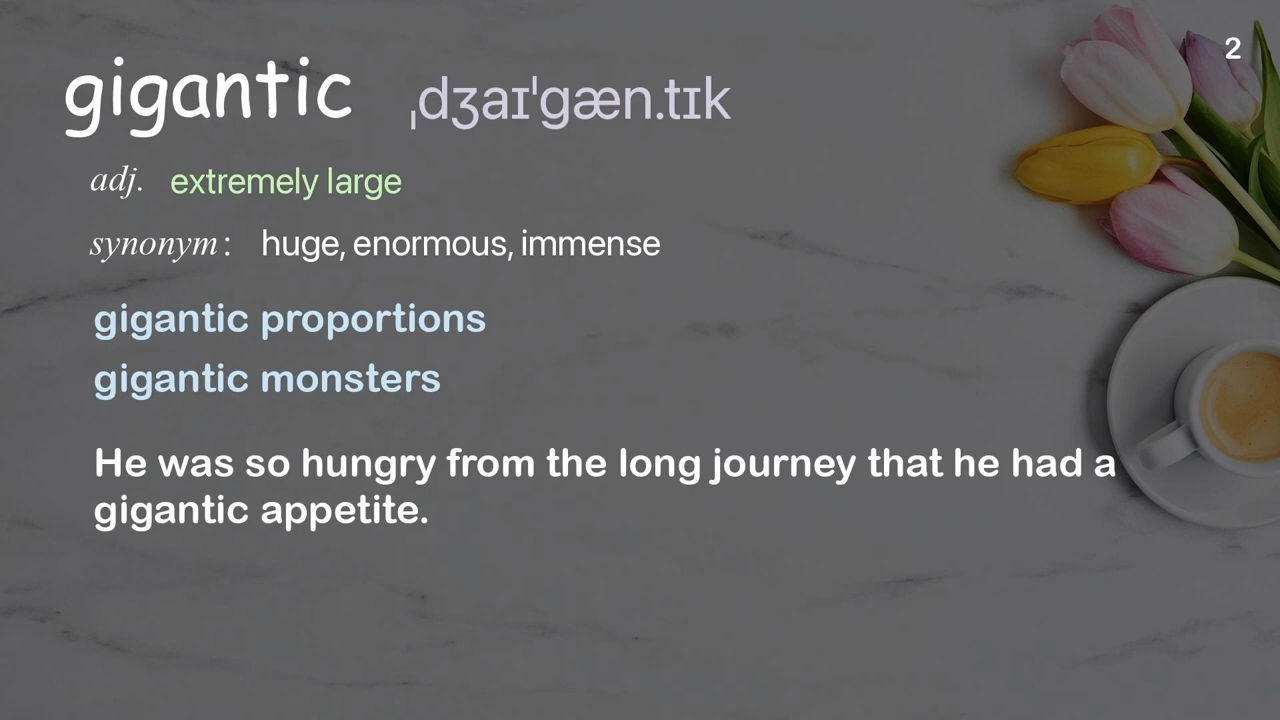 2
gigantic ˌdʒaɪˈɡæn.tɪk
adj. extremely large
synonym: huge, enormous, immense
gigantic proportions
gigantic monsters
He was so hungry from the long journey that he had a
gigantic appetite.